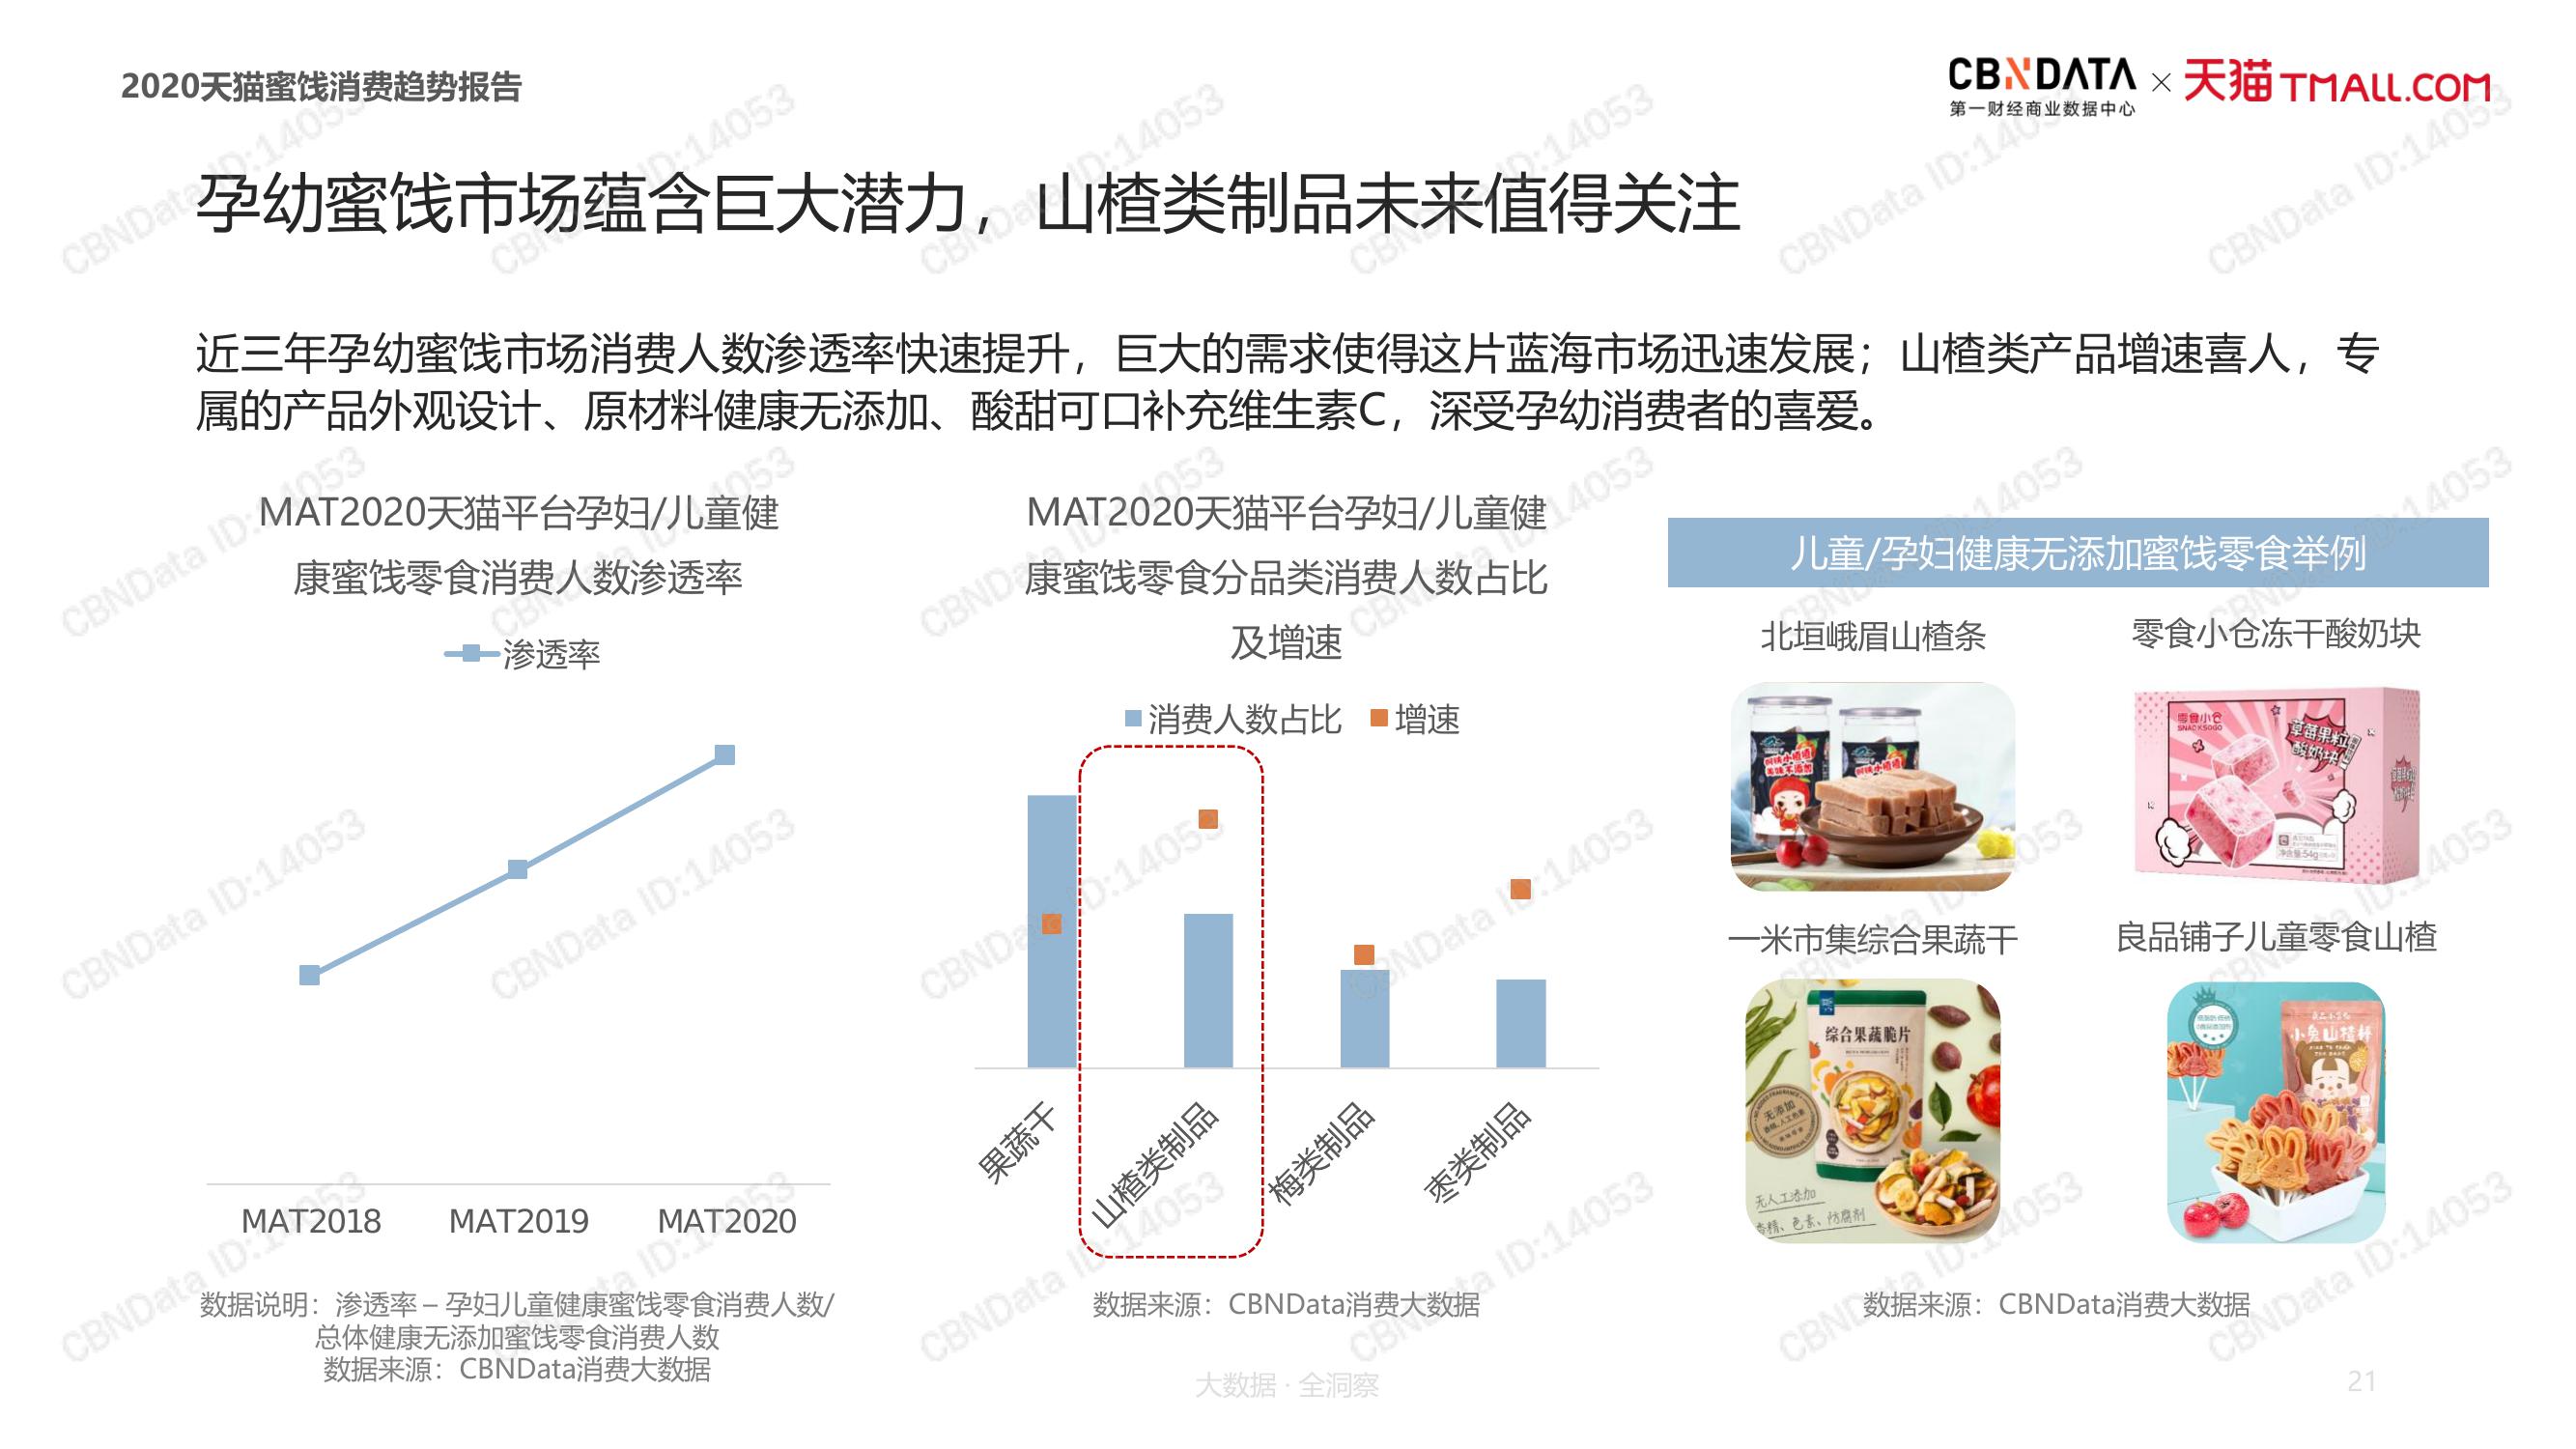 2020天猫蜜饯消费趋势报告
CBNDATA × 天猫 TMALL.COM
第一财经商业数据中心
孕幼蜜饯市场蕴含巨大潜力，山楂类制品未来值得关注
近三年孕幼蜜饯市场消费人数渗透率快速提升，巨大的需求使得这片蓝海市场迅速发展；山楂类产品增速喜人，专
属的产品外观设计、原材料健康无添加、酸甜可口补充维生素C，深受孕幼消费者的喜爱。
MAT2020天猫平台孕妇/儿童健
康蜜饯零食消费人数渗透率
渗透率
MAT2018 MAT2019 MAT2020
数据说明：渗透率 – 孕妇儿童健康蜜饯零食消费人数/
总体健康无添加蜜饯零食消费人数
数据来源：CBNData消费大数据
MAT2020天猫平台孕妇/儿童健
康蜜饯零食分品类消费人数占比
及增速
消费人数占比 增速
果蔬干 山楂类制品 梅类制品 枣类制品
数据来源：CBNData消费大数据
儿童/孕妇健康无添加蜜饯零食举例
北垣峨眉山楂条
零食小仓冻干酸奶块
零食小仓
草莓果粒
酸奶块
54g
一米市集综合果蔬干
良品铺子儿童零食山楂
综合果蔬脆片
无添加
无人工添加
香精、色素、防腐剂
小兔山楂棒
数据来源：CBNData消费大数据
大数据 · 全洞察
21
CBNData ID:14053